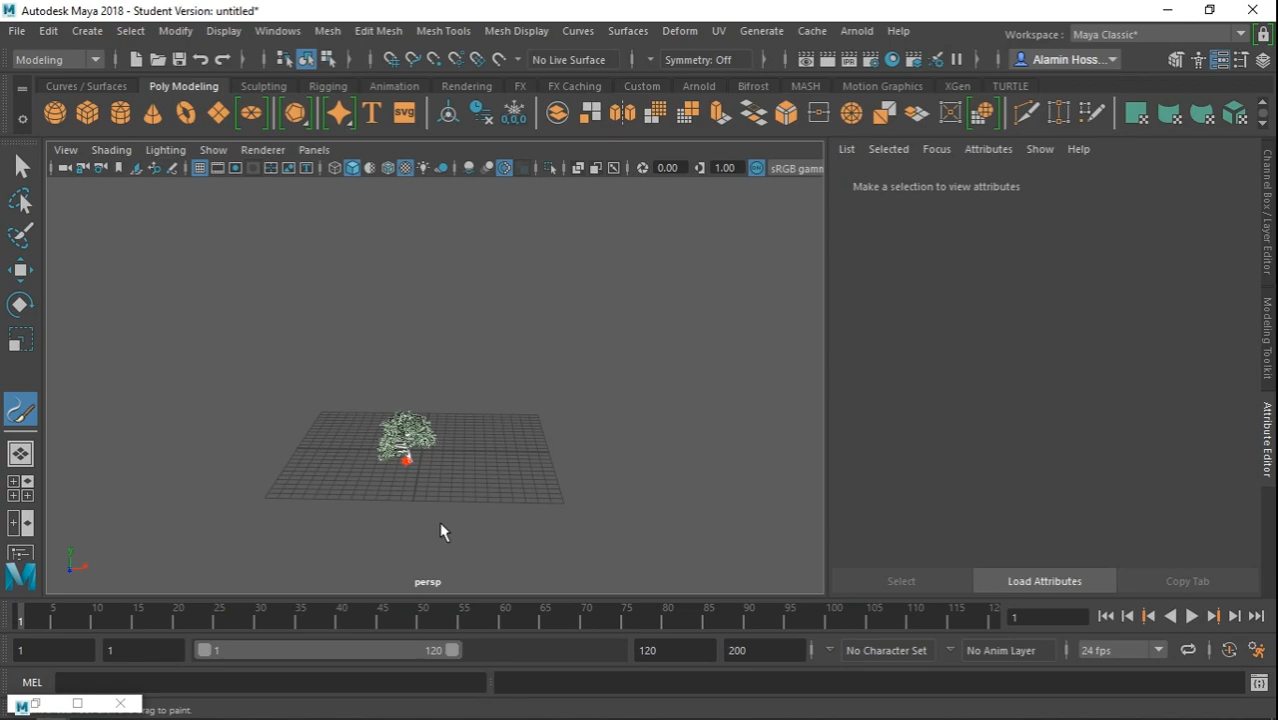 Autodesk Maya 2018 - Student Version: untitled*
File Edit Create Select Modify Display Windows Mesh Edit Mesh Mesh Tools Mesh Display Curves Surfaces Deform UV Generate Cache Arnold Help Workspace : Maya Classic*
Modeling No Live Surface Symmetry: Off Alamin Hoss...
Curves / Surfaces Poly Modeling Sculpting Rigging Animation Rendering FX FX Caching Custom Arnold Bifrost MASH Motion Graphics XGen TURTLE
T SVG 0,0,0
View Shading Lighting Show Renderer Panels
0.00 1.00 sRGB gamm
List Selected Focus Attributes Show Help
Make a selection to view attributes
Channel Box / Layer Editor
Modeling Toolkit
Attribute Editor
persp
Select Load Attributes Copy Tab
5 10 15 20 25 30 35 40 45 50 55 60 65 70 75 80 85 90 95 100 105 110 115 12
1 1
1 1 1 120 120 200 No Character Set No Anim Layer 24 fps
MEL
drag to paint.